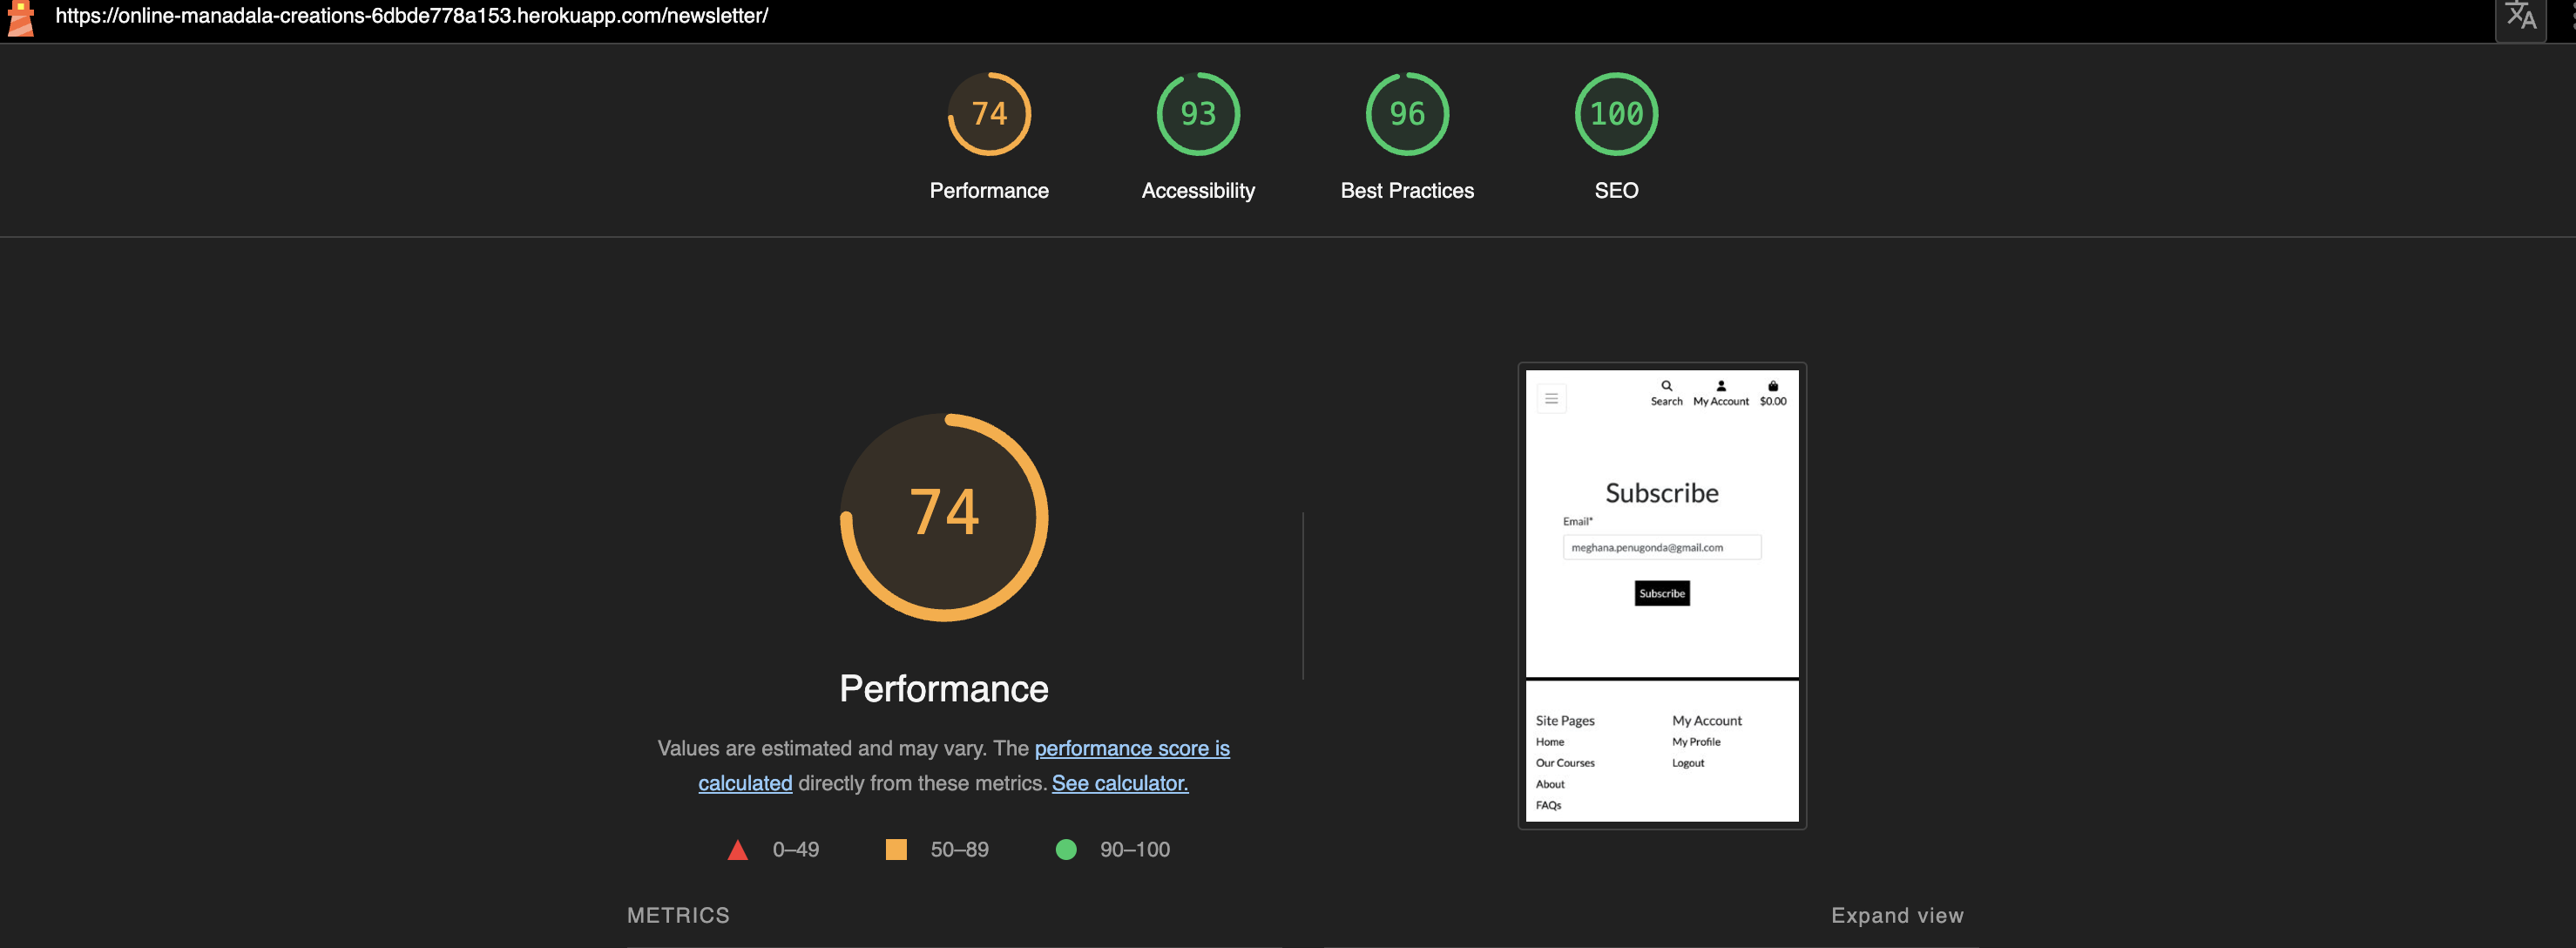 https://online-manadala-creations-6dbde778a153.herokuapp.com/newsletter/
74
93
96
100
Performance
Accessibility
Best Practices
SEO
74
Performance
Values are estimated and may vary. The performance score is
calculated directly from these metrics. See calculator.
0–49
50–89
90–100
Search
My Account
$0.00
Subscribe
Email*
meghana.penugonda@gmail.com
Subscribe
Site Pages
Home
Our Courses
About
FAQs
My Account
My Profile
Logout
METRICS
Expand view